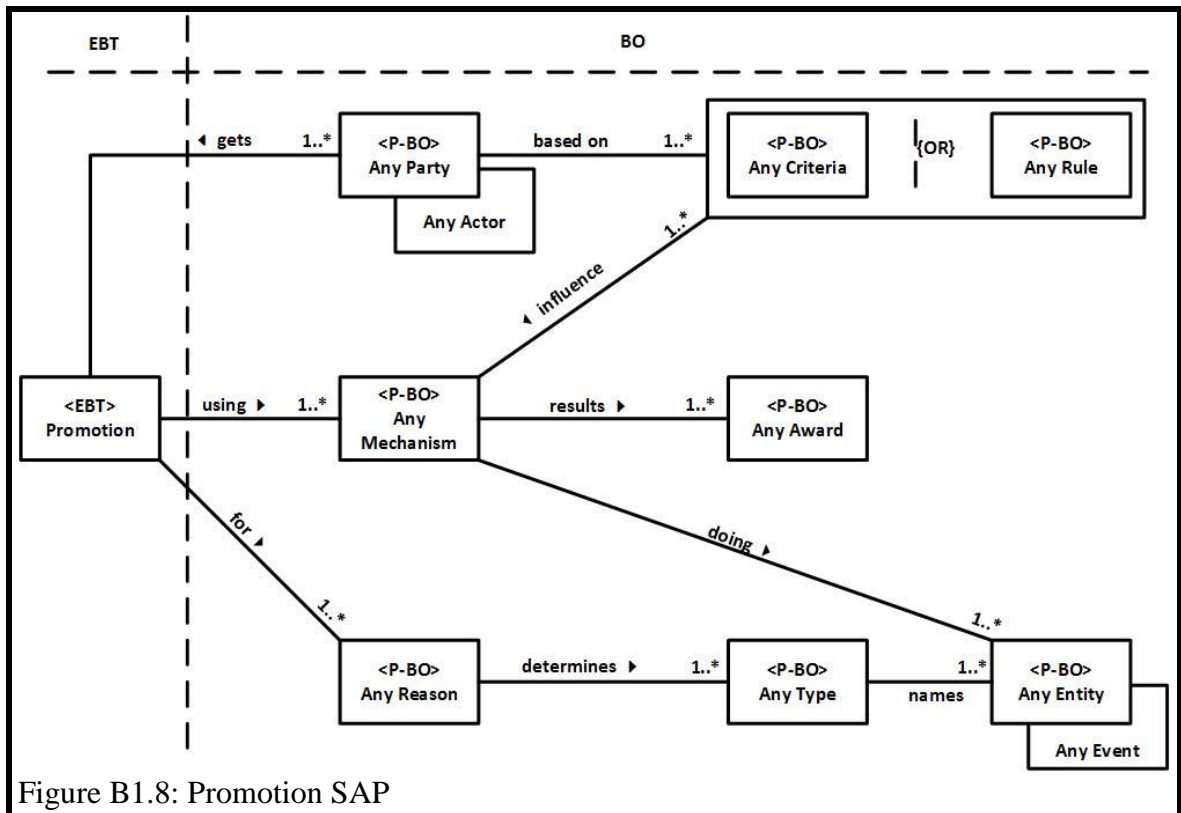 EBT
BO
◄ gets
1..*
<P-BO>
Any Party
Any Actor
based on
1..*
<P-BO>
Any Criteria
{OR}
<P-BO>
Any Rule
1..*
◄ influence
<EBT>
Promotion
using ►
1..*
<P-BO>
Any
Mechanism
results ►
1..*
<P-BO>
Any Award
for ►
1..*
doing ►
1..*
<P-BO>
Any Reason
determines ►
1..*
<P-BO>
Any Type
1..*
names
<P-BO>
Any Entity
Any Event
Figure B1.8: Promotion SAP